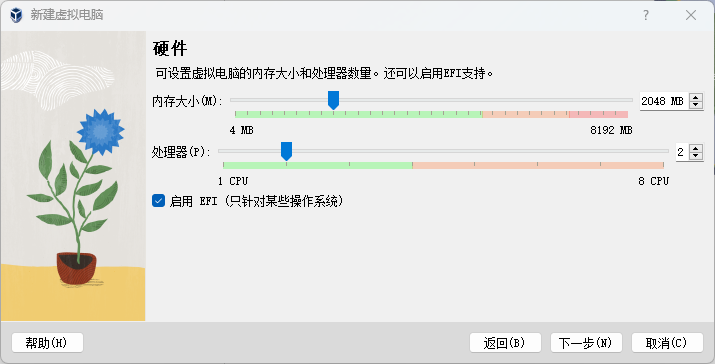 新建虚拟电脑
硬件
可设置虚拟电脑的内存大小和处理器数量。还可以启用EFI支持。
内存大小(M): 2048 MB
4 MB 8192 MB
处理器(P): 2
1 CPU 8 CPU
启用 EFI (只针对某些操作系统)
帮助(H) 返回(B) 下一步(N) 取消(C)